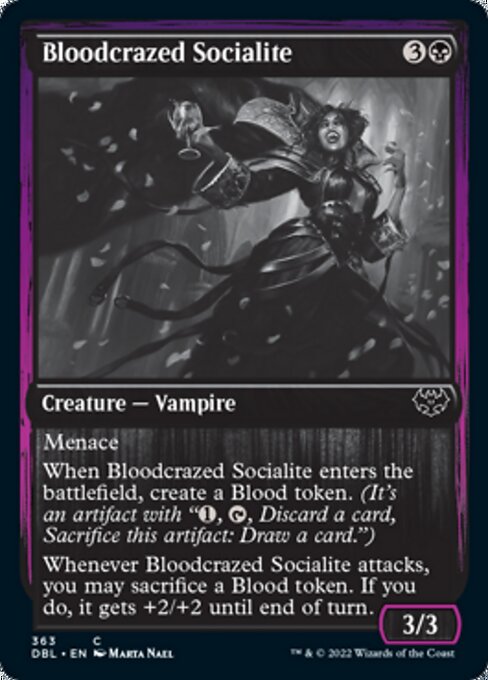 Bloodcrazed Socialite 3
Creature — Vampire
Menace
When Bloodcrazed Socialite enters the
battlefield, create a Blood token. (It's
an artifact with “1, T, Discard a card,
Sacrifice this artifact: Draw a card.”)
Whenever Bloodcrazed Socialite attacks,
you may sacrifice a Blood token. If you
do, it gets +2/+2 until end of turn.
3/3
363 C
DBL • EN Marta Nael
™ & © 2022 Wizards of the Coast